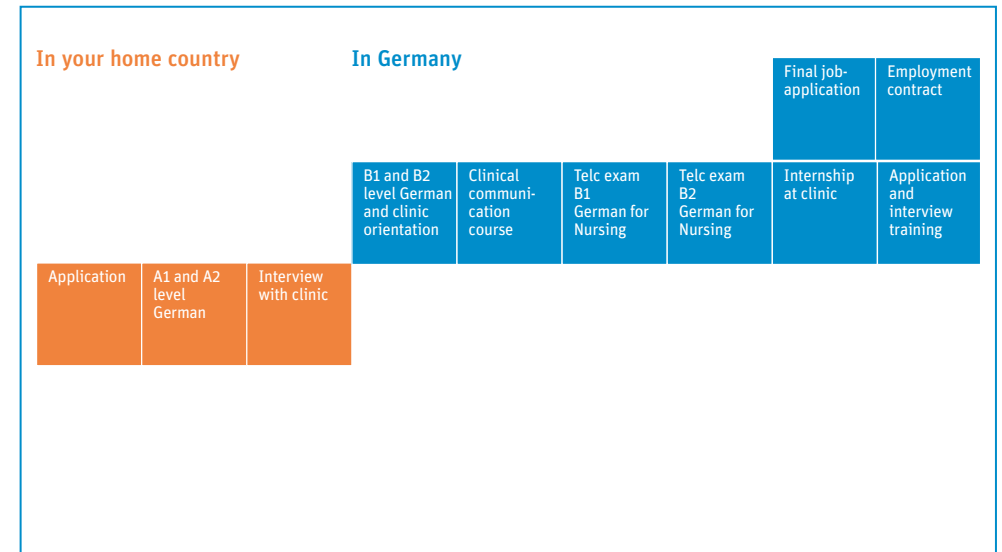 In your home country
In Germany
Final job-
application
Employment
contract
B1 and B2
level German
and clinic
orientation
Clinical
communi-
cation
course
Telc exam
B1
German for
Nursing
Telc exam
B2
German for
Nursing
Internship
at clinic
Application
and
interview
training
Application
A1 and A2
level
German
Interview
with clinic